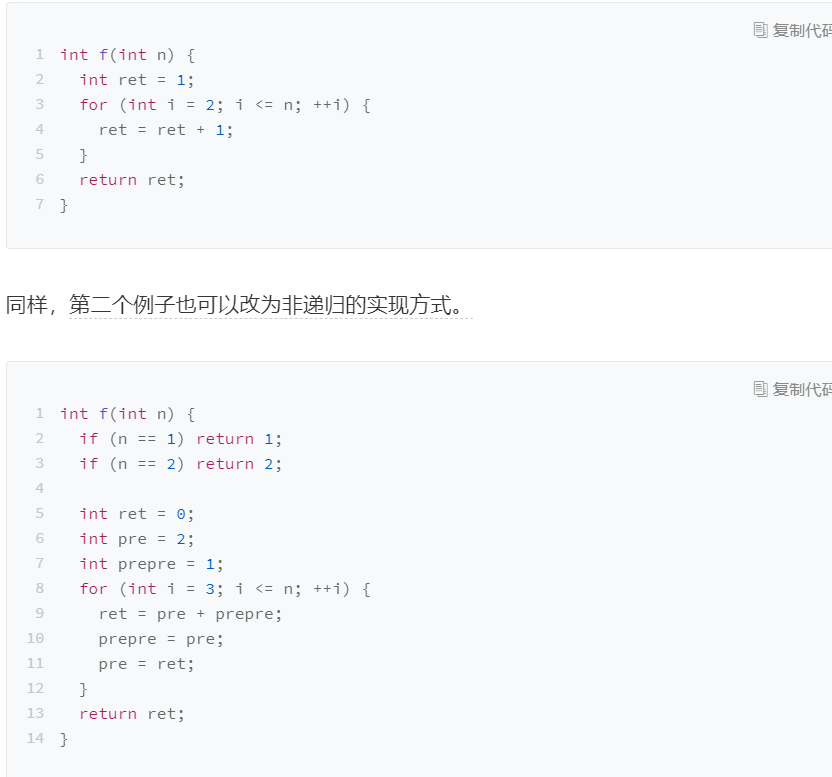 复制代码
1 int f(int n) {
2   int ret = 1;
3   for (int i = 2; i <= n; ++i) {
4     ret = ret + 1;
5   }
6   return ret;
7 }
同样，第二个例子也可以改为非递归的实现方式。
复制代码
1 int f(int n) {
2   if (n == 1) return 1;
3   if (n == 2) return 2;
4
5   int ret = 0;
6   int pre = 2;
7   int prepre = 1;
8   for (int i = 3; i <= n; ++i) {
9     ret = pre + prepre;
10     prepre = pre;
11     pre = ret;
12   }
13   return ret;
14 }